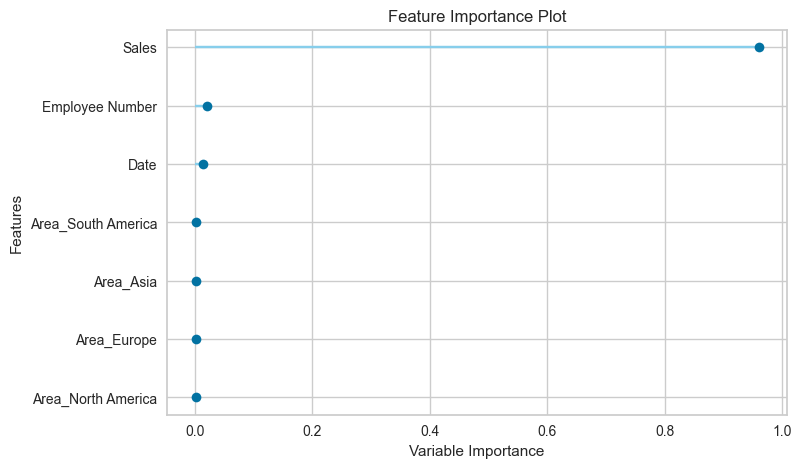 Feature Importance Plot
Features
Sales
Employee Number
Date
Area_South America
Area_Asia
Area_Europe
Area_North America
0.0 0.2 0.4 0.6 0.8 1.0
Variable Importance